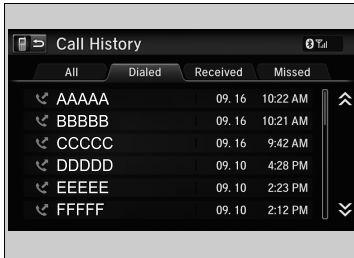 Call History
All Dialed Received Missed
AAAAA 09. 16 10:22 AM
BBBBB 09. 16 10:21 AM
CCCCC 09. 16 9:42 AM
DDDDD 09. 10 4:28 PM
EEEEE 09. 10 2:23 PM
FFFFF 09. 10 2:12 PM